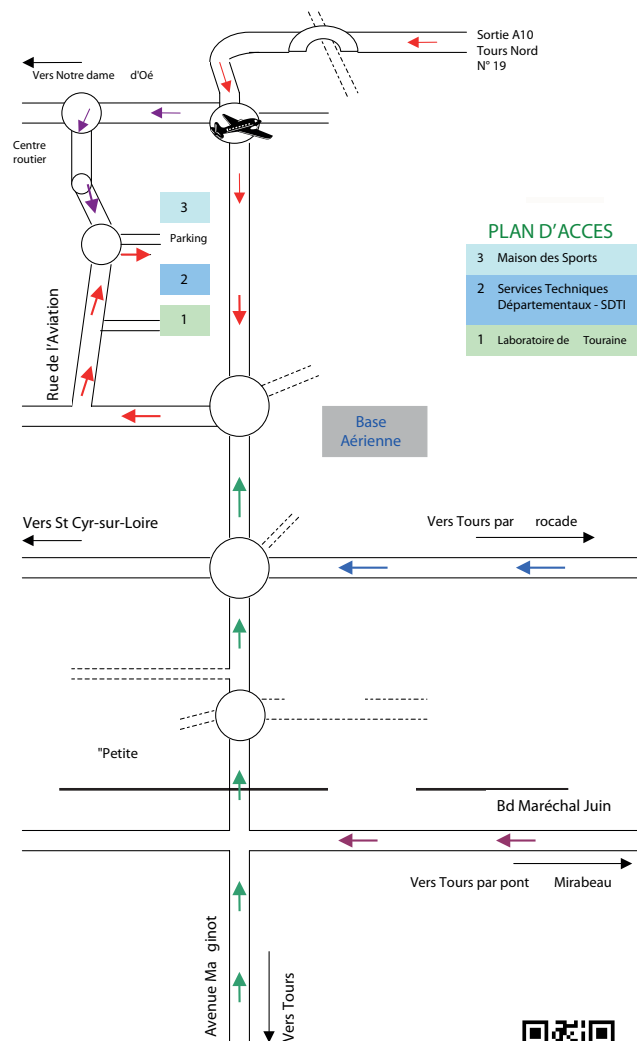 Sortie A10
Tours Nord
N° 19
Vers Notre dame d'Oé
Centre
routier
3
Parking
2
1
Rue de l'Aviation
PLAN D'ACCES
3 Maison des Sports
2 Services Techniques
Départementaux - SDTI
1 Laboratoire de Touraine
Base
Aérienne
Vers St Cyr-sur-Loire
Vers Tours par rocade
"Petite
Bd Maréchal Juin
Vers Tours par pont Mirabeau
Avenue Ma ginot
Vers Tours